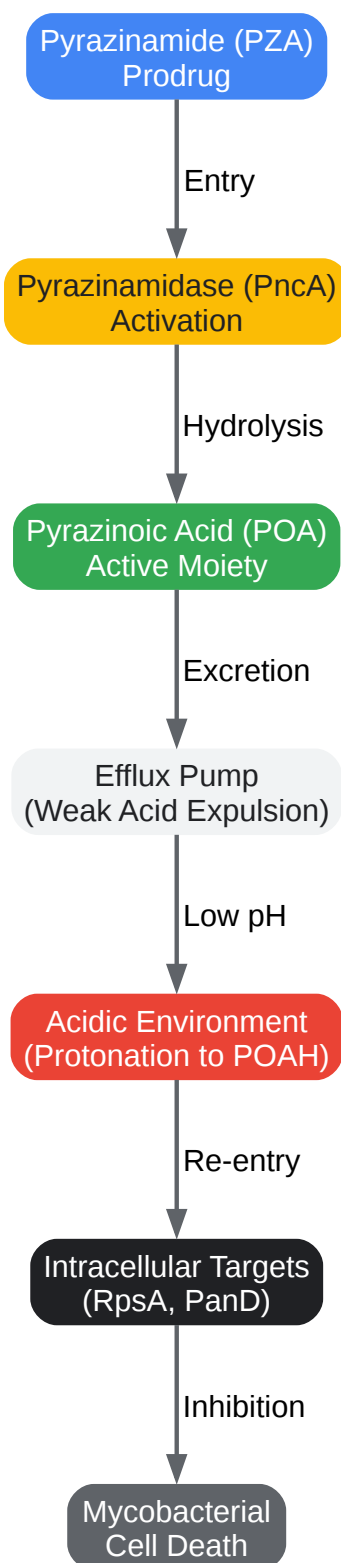 Pyrazinamide (PZA)
Prodrug
Entry
Pyrazinamidase (PncA)
Activation
Hydrolysis
Pyrazinoic Acid (POA)
Active Moiety
Excretion
Efflux Pump
(Weak Acid Expulsion)
Low pH
Acidic Environment
(Protonation to POAH)
Re-entry
Intracellular Targets
(RpsA, PanD)
Inhibition
Mycobacterial
Cell Death